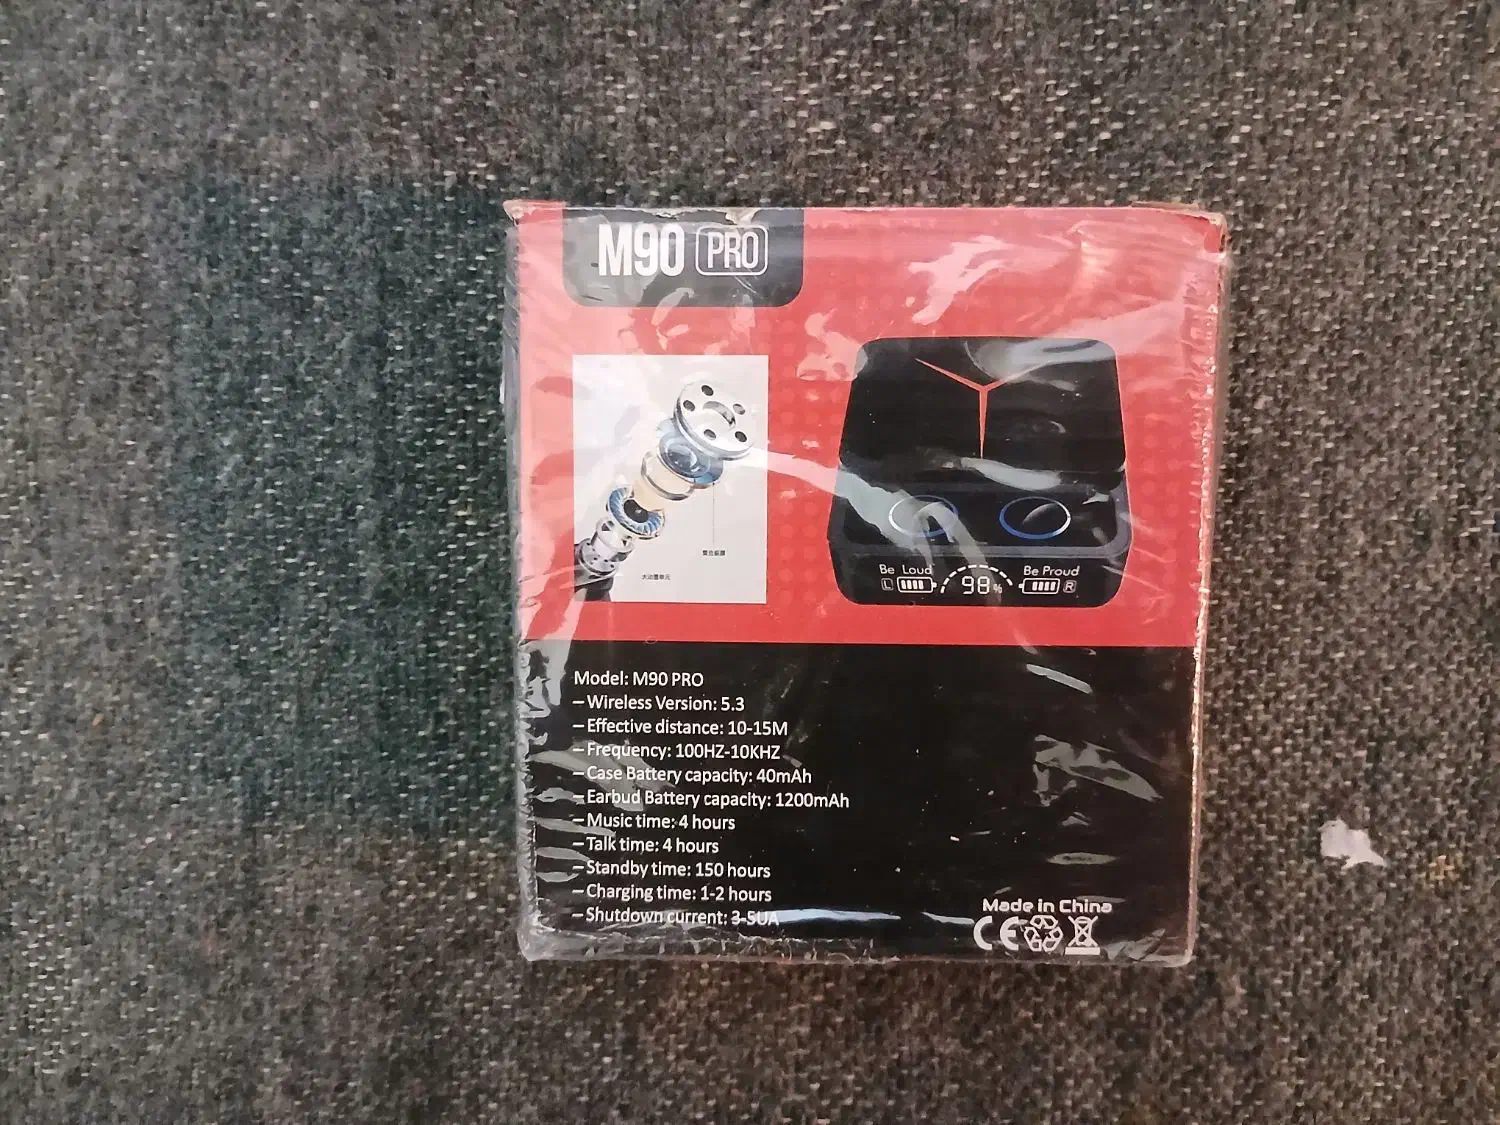 M90 PRO
Be Loud
Be Proud
L
98%
R
Model: M90 PRO
– Wireless Version: 5.3
– Effective distance: 10-15M
– Frequency: 100HZ-10KHZ
– Case Battery capacity: 40mAh
– Earbud Battery capacity: 1200mAh
– Music time: 4 hours
– Talk time: 4 hours
– Standby time: 150 hours
– Charging time: 1-2 hours
– Shutdown current: 3-5UA
Made in China
CE